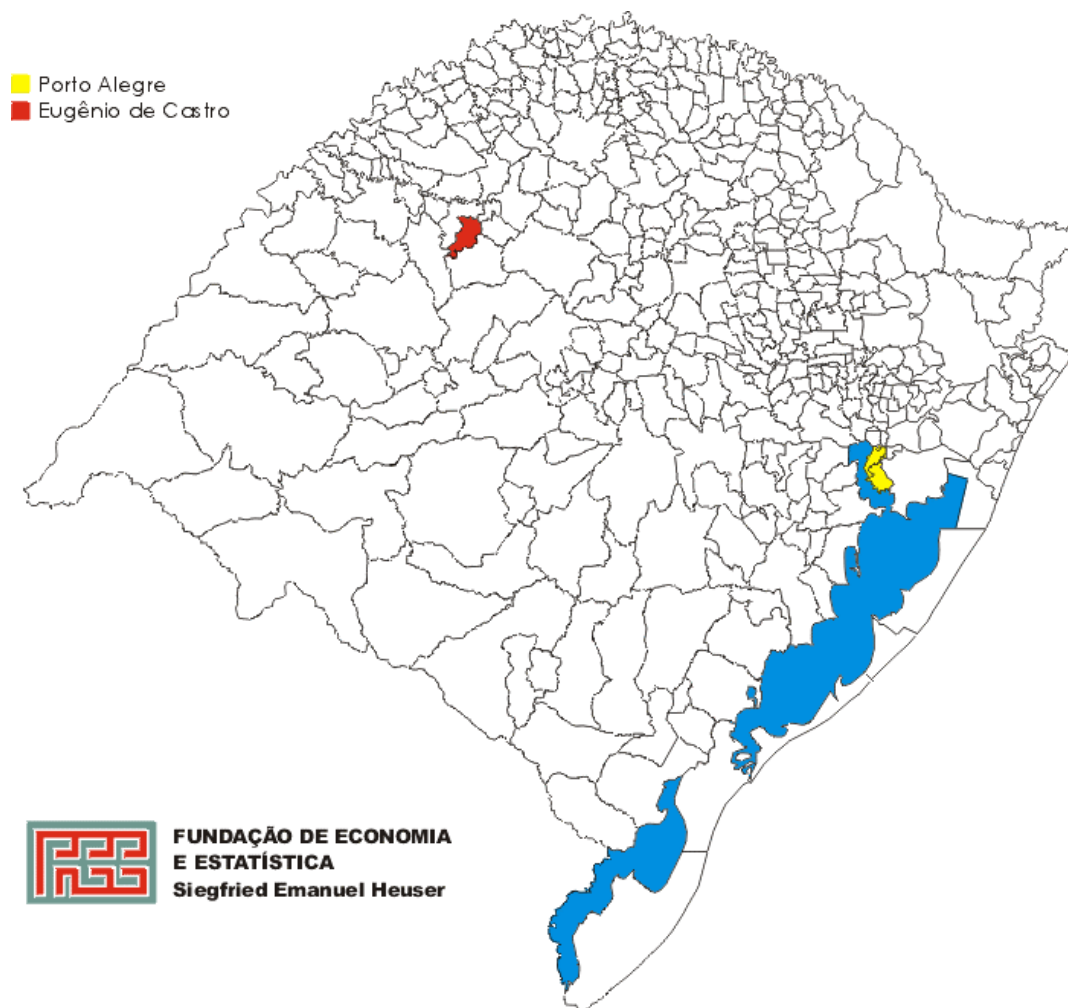 Porto Alegre
Eugênio de Castro
FUNDAÇÃO DE ECONOMIA
E ESTATÍSTICA
Siegfried Emanuel Heuser